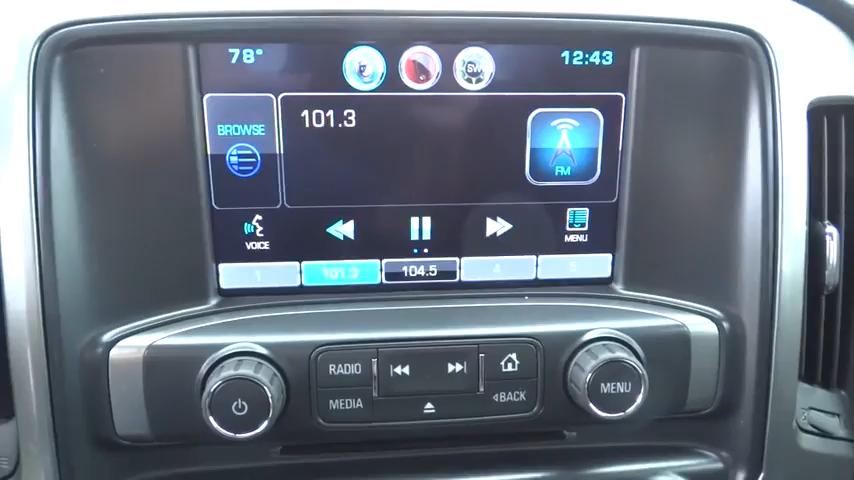 78° SW 12:43
BROWSE 101.3 FM
VOICE MENU
1 101.3 104.5 4 5
RADIO MENU
MEDIA BACK